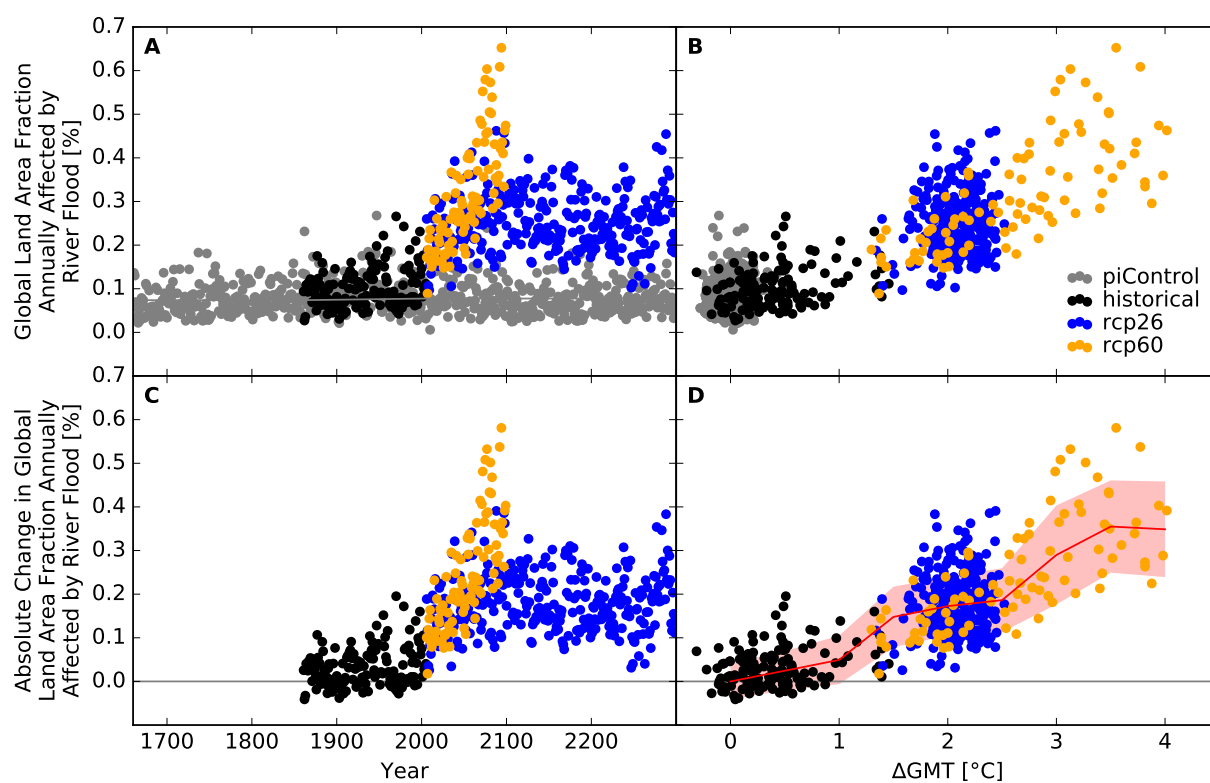 A
B
Global Land Area Fraction
Annually Affected by
River Flood [%]
0.7
0.6
0.5
0.4
0.3
0.2
0.1
0.0
piControl
historical
rcp26
rcp60
C
D
Absolute Change in Global
Land Area Fraction Annually
Affected by River Flood [%]
0.7
0.6
0.5
0.4
0.3
0.2
0.1
0.0
1700 1800 1900 2000 2100 2200
Year
0 1 2 3 4
ΔGMT [°C]